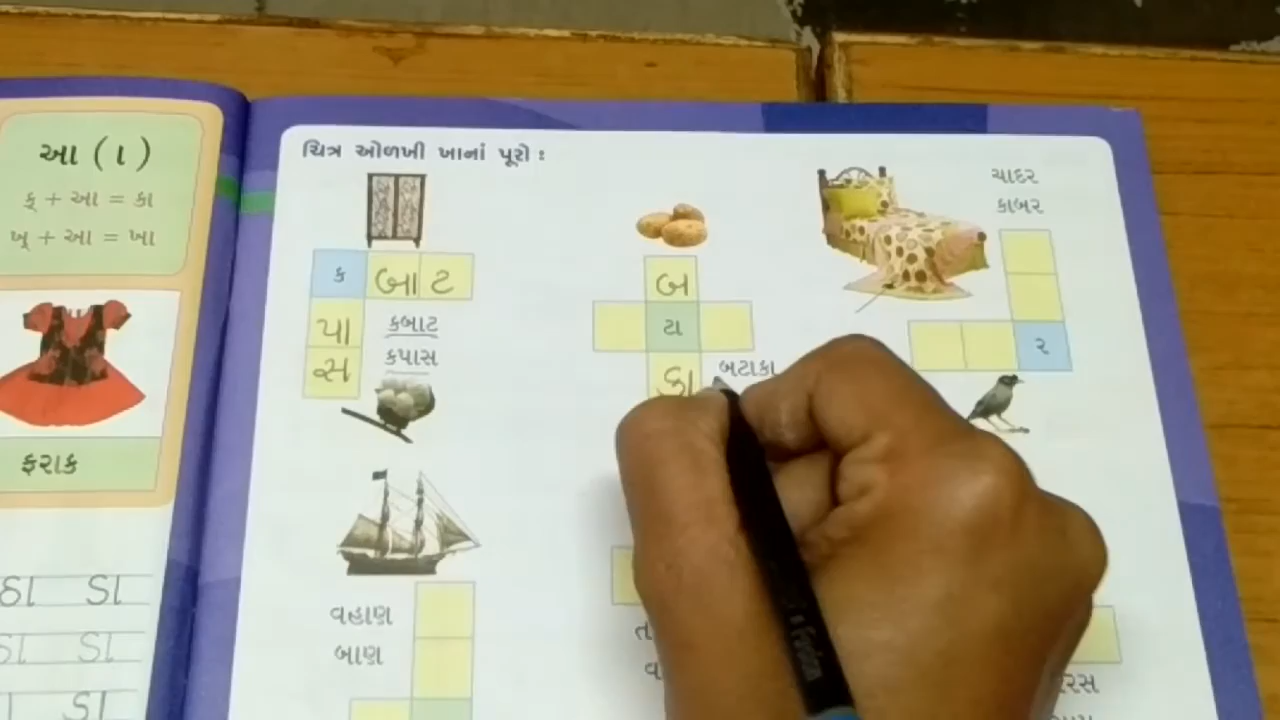 આ ( ા )
ક્ + આ = કા
ખ્ + આ = ખા
ફરાક
ઠા ડા
ડા
ડા
ચિત્ર ઓળખી ખાનાં પૂરો :
ક બા ટ
પા
સ
કબાટ
કપાસ
બ
ટા
કા
બટાકા
ચાદર
કાબર
ર
વહાણ
બાણ